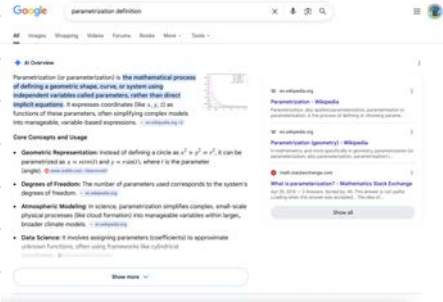 Google
parametrization definition
All Images Shopping Videos Forums Books More Tools
AI Overview
Parametrization (or parameterization) is the mathematical process
of defining a geometric shape, curve, or system using
independent variables called parameters, rather than direct
implicit equations. It expresses coordinates (like x, y, z) as
functions of these parameters, often simplifying complex models
into manageable, variable-based expressions.
Core Concepts and Usage
Geometric Representation: Instead of defining a circle as x² + y² = r², it can be
parametrized as
where t is the parameter
(angle).
Degrees of Freedom: The number of parameters used corresponds to the system's
degrees of freedom.
Atmospheric Modeling: In science, parametrization simplifies complex, small-scale
physical processes (like cloud formation) into manageable variables within larger,
broader climate models.
Data Science: It involves assigning parameters (coefficients) to approximate
unknown functions, often using frameworks like cylindrical
Show more
Parametrization - Wikipedia
Parametrization (geometry) - Wikipedia
math.stackexchange.com
What is parameterization? - Mathematics Stack Exchange
Show all